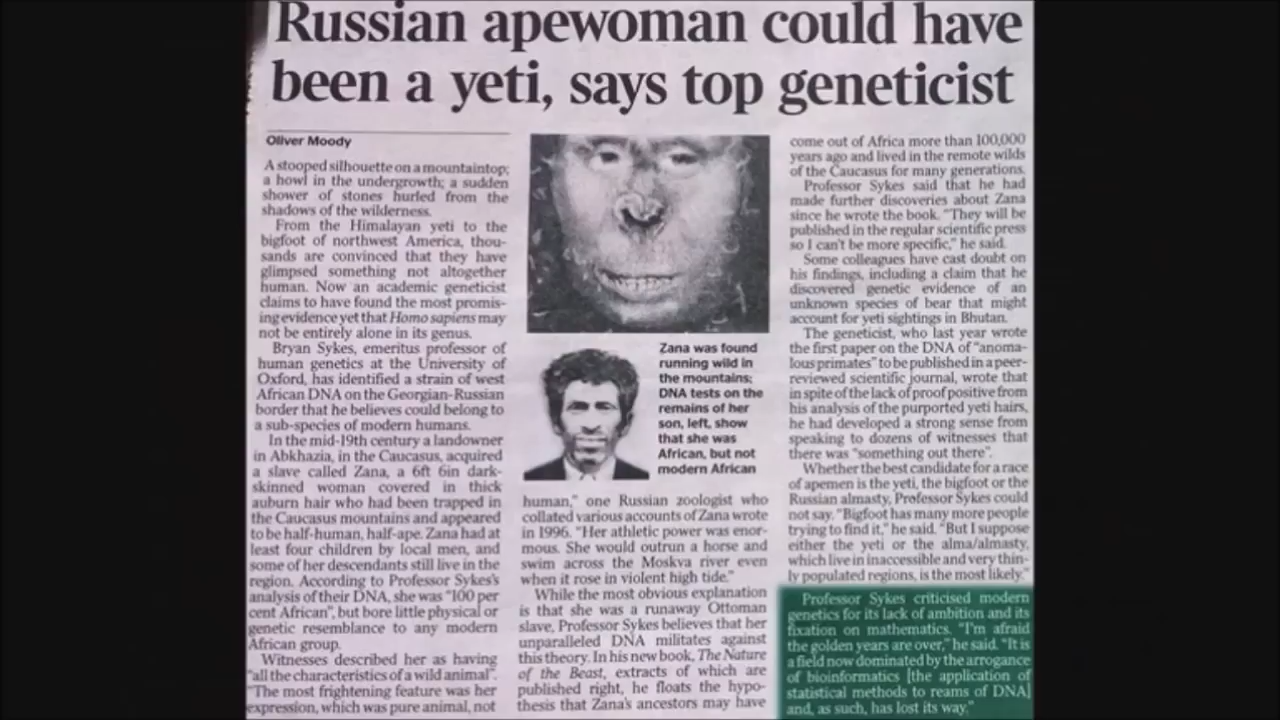 Russian apewoman could have
been a yeti, says top geneticist
Oliver Moody
A stooped silhouette on a mountaintop;
a howl in the undergrowth; a sudden
shower of stones hurled from the
shadows of the wilderness.
From the Himalayan yeti to the
bigfoot of northwest America, thou-
sands are convinced that they have
glimpsed something not altogether
human. Now an academic geneticist
claims to have found the most promis-
ing evidence yet that Homo sapiens may
not be entirely alone in its genus.
Bryan Sykes, emeritus professor of
human genetics at the University of
Oxford, has identified a strain of west
African DNA on the Georgian-Russian
border that he believes could belong to
a sub-species of modern humans.
In the mid-19th century a landowner
in Abkhazia, in the Caucasus, acquired
a slave called Zana, a 6ft 6in dark-
skinned woman covered in thick
auburn hair who had been trapped in
the Caucasus mountains and appeared
to be half-human, half-ape. Zana had at
least four children by local men, and
some of her descendants still live in the
region. According to Professor Sykes's
analysis of their DNA, she was "100 per
cent African", but bore little physical or
genetic resemblance to any modern
African group.
Witnesses described her as having
"all the characteristics of a wild animal".
"The most frightening feature was her
expression, which was pure animal, not
Zana was found
running wild in
the mountains;
DNA tests on the
remains of her
son, left, show
that she was
African, but not
modern African
human," one Russian zoologist who
collated various accounts of Zana wrote
in 1996. "Her athletic power was enor-
mous. She would outrun a horse and
swim across the Moskva river even
when it rose in violent high tide."
While the most obvious explanation
is that she was a runaway Ottoman
slave, Professor Sykes believes that her
unparalleled DNA militates against
this theory. In his new book, The Nature
of the Beast, extracts of which are
published right, he floats the hypo-
thesis that Zana's ancestors may have
come out of Africa more than 100,000
years ago and lived in the remote wilds
of the Caucasus for many generations.
Professor Sykes said that he had
made further discoveries about Zana
since he wrote the book. "They will be
published in the regular scientific press
so I can't be more specific," he said.
Some colleagues have cast doubt on
his findings, including a claim that he
discovered genetic evidence of an
unknown species of bear that might
account for yeti sightings in Bhutan.
The geneticist, who last year wrote
the first paper on the DNA of "anoma-
lous primates" to be published in a peer-
reviewed scientific journal, wrote that
in spite of the lack of proof positive from
his analysis of the purported yeti hairs,
he had developed a strong sense from
speaking to dozens of witnesses that
there was "something out there".
Whether the best candidate for a race
of apemen is the yeti, the bigfoot or the
Russian almasty, Professor Sykes could
not say. "Bigfoot has many more people
trying to find it," he said. "But I suppose
either the yeti or the alma/almasty,
which live in inaccessible and very thin-
ly populated regions, is the most likely."
Professor Sykes criticised modern
genetics for its lack of ambition and its
fixation on mathematics. "I'm afraid
the golden years are over," he said. "It is
a field now dominated by the arrogance
of bioinformatics [the application of
statistical methods to reams of DNA]
and, as such, has lost its way."